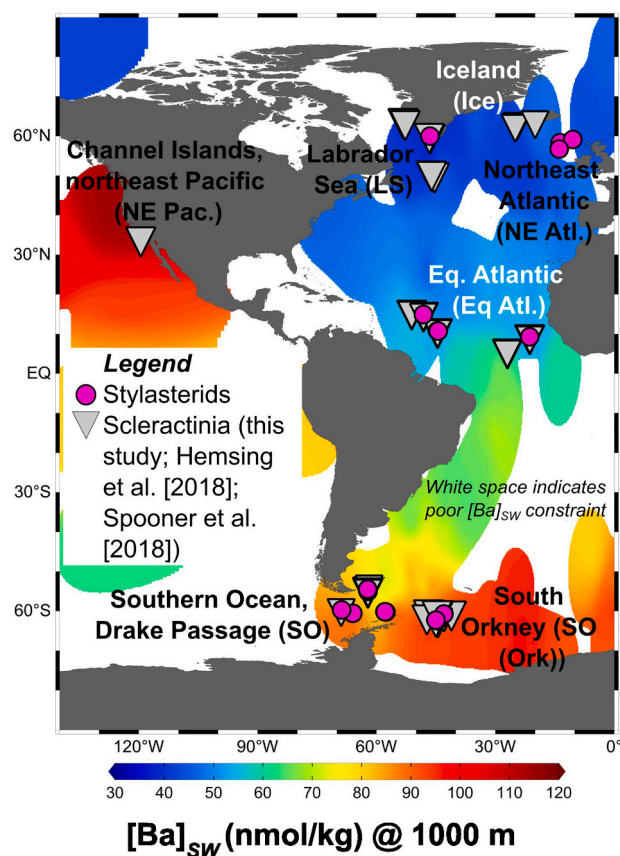 Iceland
(Ice)
60°N
Channel Islands,
northeast Pacific
(NE Pac.)
Labrador
Sea (LS)
Northeast
Atlantic
(NE Atl.)
30°N
Eq. Atlantic
(Eq Atl.)
EQ
Legend
Stylasterids
Scleractinia (this
study; Hemsing
et al. [2018];
Spooner et al.
[2018])
30°S
White space indicates
poor [Ba]SW constraint
60°S
Southern Ocean,
Drake Passage (SO)
South
Orkney (SO
(Ork))
120°W 90°W 60°W 30°W 0°
30 40 50 60 70 80 90 100 110 120
[Ba]SW (nmol/kg) @ 1000 m